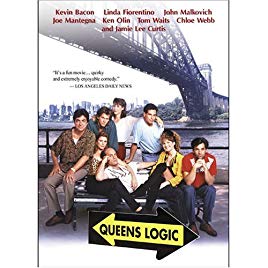 Kevin Bacon Linda Fiorentino John Malkovich
Joe Mantegna Ken Olin Tom Waits Chloe Webb
and Jamie Lee Curtis
"It's a fun movie... quirky
and extremely enjoyable comedy."
—LOS ANGELES DAILY NEWS
QUEENS LOGIC